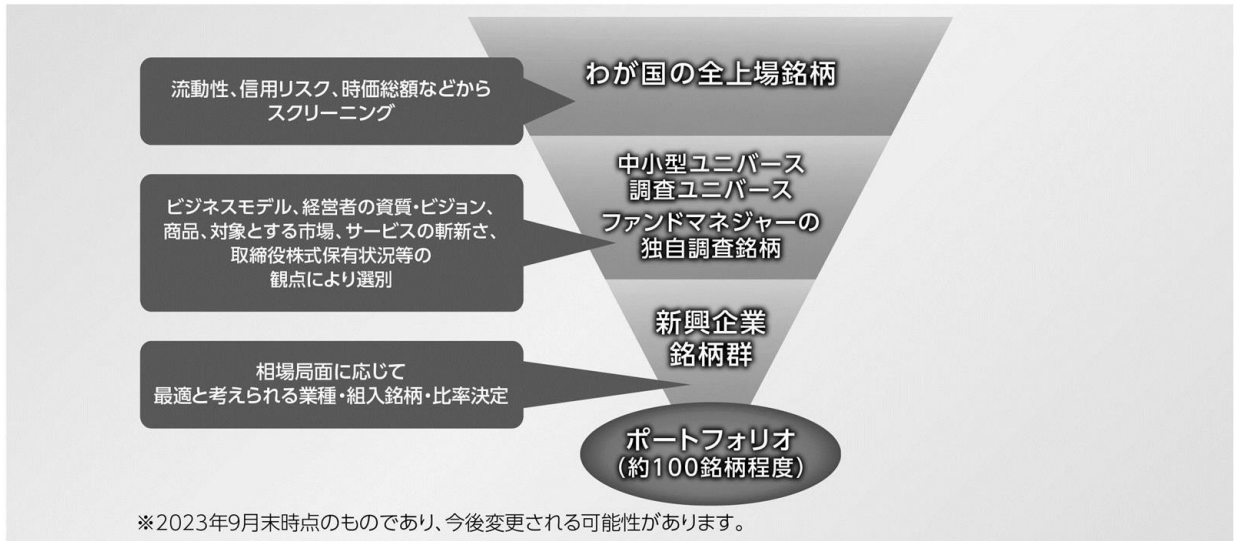 わが国の全上場銘柄
流動性、信用リスク、時価総額などから
スクリーニング
中小型ユニバース
調査ユニバース
ファンドマネジャーの
独自調査銘柄
ビジネスモデル、経営者の資質・ビジョン、
商品、対象とする市場、サービスの斬新さ、
取締役株式保有状況等の
観点により選別
新興企業
銘柄群
相場局面に応じて
最適と考えられる業種・組入銘柄・比率決定
ポートフォリオ
（約100銘柄程度）
※2023年9月末時点のものであり、今後変更される可能性があります。